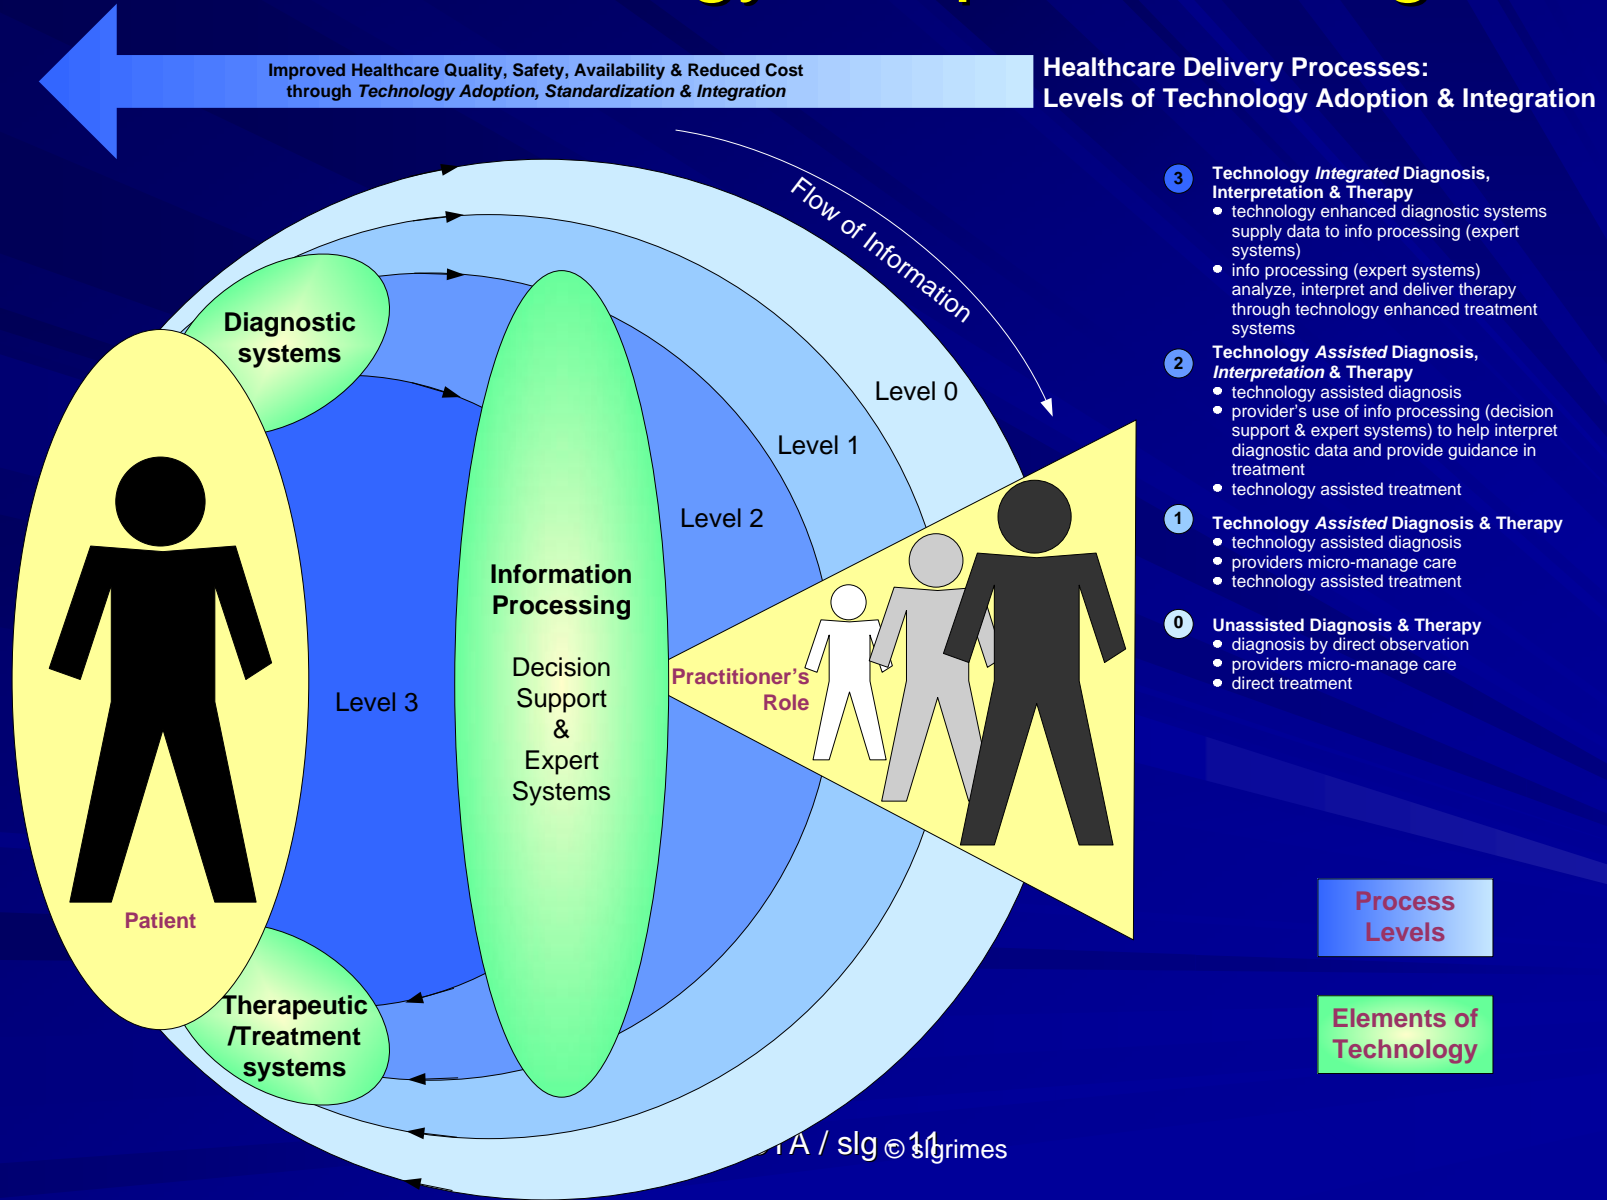 Improved Healthcare Quality, Safety, Availability & Reduced Cost
through Technology Adoption, Standardization & Integration
Healthcare Delivery Processes:
Levels of Technology Adoption & Integration
Flow of Information
Diagnostic
systems
Level 0
Level 1
Level 2
Level 3
Information
Processing
Decision
Support
&
Expert
Systems
Practitioner's
Role
Patient
Therapeutic
/Treatment
systems
3
Technology Integrated Diagnosis,
Interpretation & Therapy
● technology enhanced diagnostic systems
supply data to info processing (expert
systems)
● info processing (expert systems)
analyze, interpret and deliver therapy
through technology enhanced treatment
systems
2
Technology Assisted Diagnosis,
Interpretation & Therapy
● technology assisted diagnosis
● provider's use of info processing (decision
support & expert systems) to help interpret
diagnostic data and provide guidance in
treatment
● technology assisted treatment
1
Technology Assisted Diagnosis & Therapy
● technology assisted diagnosis
● providers micro-manage care
● technology assisted treatment
0
Unassisted Diagnosis & Therapy
● diagnosis by direct observation
● providers micro-manage care
● direct treatment
Process
Levels
Elements of
Technology
/ slg - 11
© slgrimes